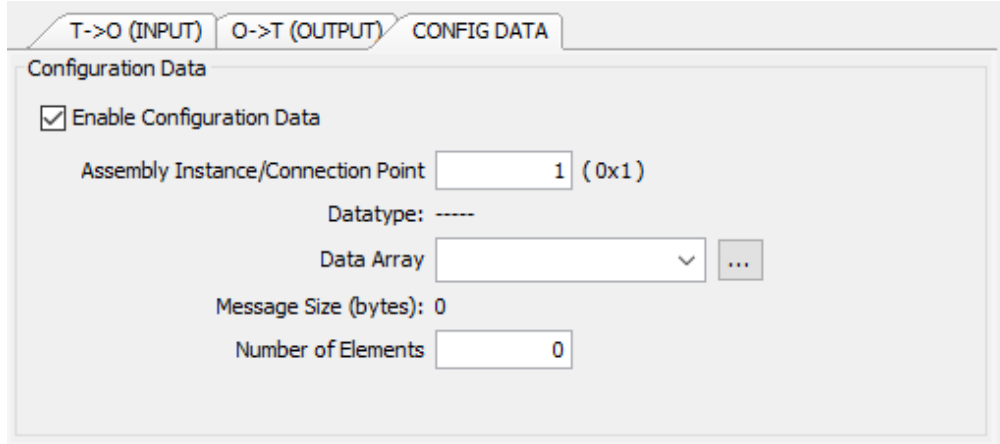 T->O (INPUT) O->T (OUTPUT) CONFIG DATA
Configuration Data
Enable Configuration Data
Assembly Instance/Connection Point 1 ( 0x1 )
Datatype: -----
Data Array ...
Message Size (bytes): 0
Number of Elements 0